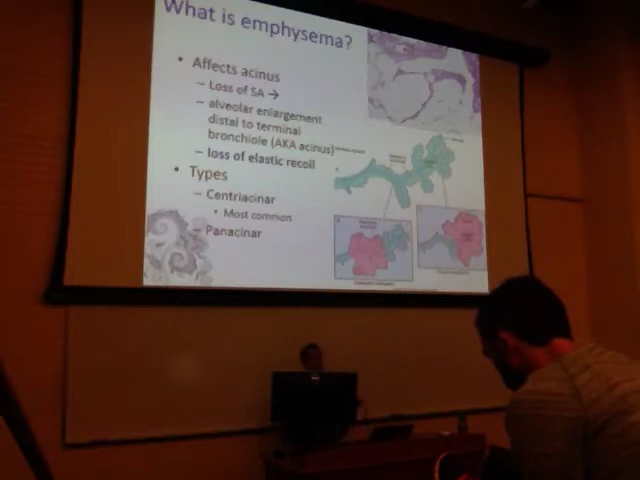 What is emphysema?
• Affects acinus
– Loss of SA →
– alveolar enlargement
distal to terminal
bronchiole (AKA acinus)
– loss of elastic recoil
• Types
– Centriacinar
• Most common
– Panacinar